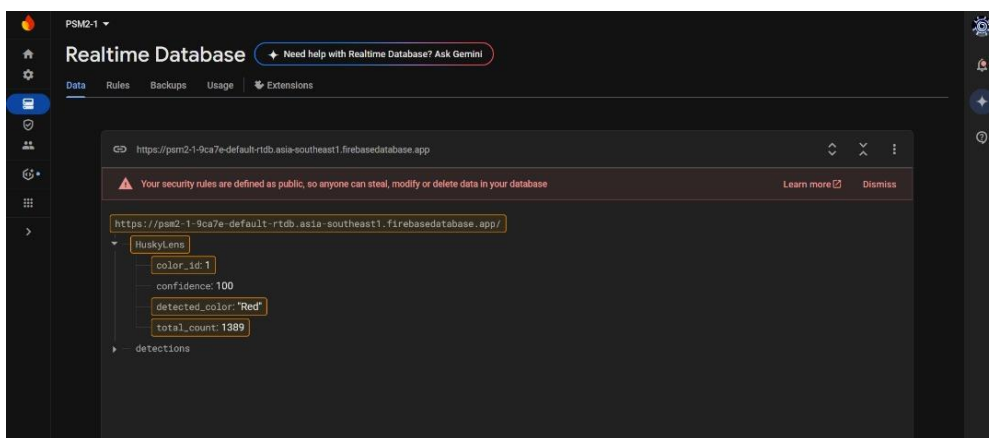 PSM2-1
Realtime Database
Need help with Realtime Database? Ask Gemini
Data Rules Backups Usage Extensions
https://psm2-1-9ca7e-default-rtdb.asia-southeast1.firebasedatabase.app
Your security rules are defined as public, so anyone can steal, modify or delete data in your database Learn more Dismiss
https://psm2-1-9ca7e-default-rtdb.asia-southeast1.firebasedatabase.app/
HuskyLens
color_id: 1
confidence: 100
detected_color: "Red"
total_count: 1389
detections